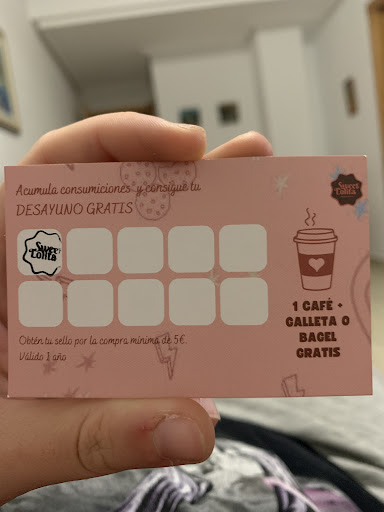 Acumula consumiciones y consigue tu
DESAYUNO GRATIS
Sweet
Lolita
Sweet
Lolita
1 CAFÉ +
GALLETA O
BAGEL
GRATIS
Obtén tu sello por la compra mínima de 5€.
Válido 1 año